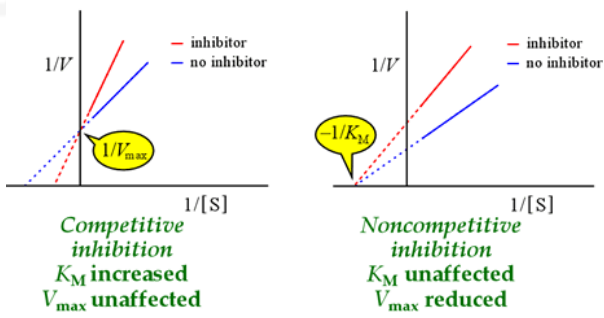 1/V
inhibitor
no inhibitor
1/Vmax
1/[S]
Competitive
inhibition
KM increased
Vmax unaffected
1/V
inhibitor
no inhibitor
−1/KM
1/[S]
Noncompetitive
inhibition
KM unaffected
Vmax reduced